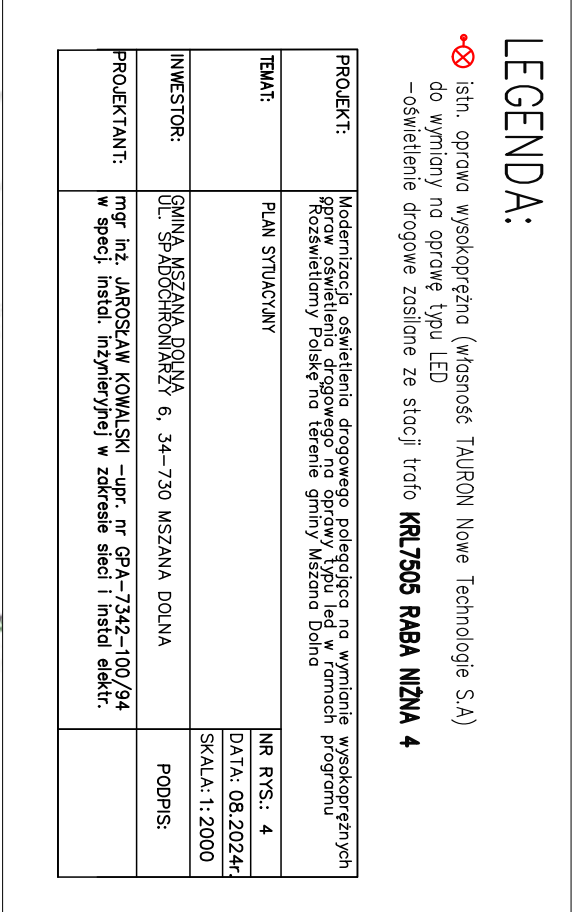 LEGENDA:
istn. oprawa wysokoprężna (własność TAURON Nowe Technologie S.A)
do wymiany na oprawę typu LED
-oświetlenie drogowe zasilane ze stacji trafo KRL7505 RABA NIŻNA 4
PROJEKT:
Modernizacja oświetlenia drogowego polegająca na wymianie wysokoprężnych
opraw oświetlenia drogowego na oprawy typu led w ramach programu
„Rozświetlamy Polskę" na terenie gminy Mszana Dolna
TEMAT:
PLAN SYTUACYJNY
NR RYS.: 4
DATA: 08.2024r.
SKALA: 1: 2000
INWESTOR:
GMINA MSZANA DOLNA
UL. SPADOCHRONIARZY 6, 34-730 MSZANA DOLNA
PODPIS:
PROJEKTANT:
mgr inż. JAROSŁAW KOWALSKI -upr. nr GPA-7342-100/94
w specj. instal. inżynieryjnej w zakresie sieci i instal elektr.